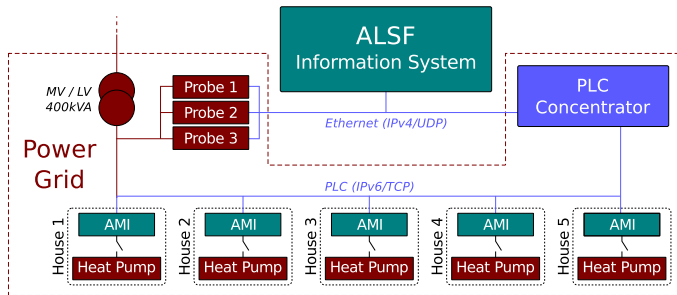 ALSF
Information System
MV / LV
400kVA
Probe 1
Probe 2
Probe 3
PLC
Concentrator
Ethernet (IPv4/UDP)
Power
Grid
PLC (IPv6/TCP)
House 1
AMI
Heat Pump
House 2
AMI
Heat Pump
House 3
AMI
Heat Pump
House 4
AMI
Heat Pump
House 5
AMI
Heat Pump